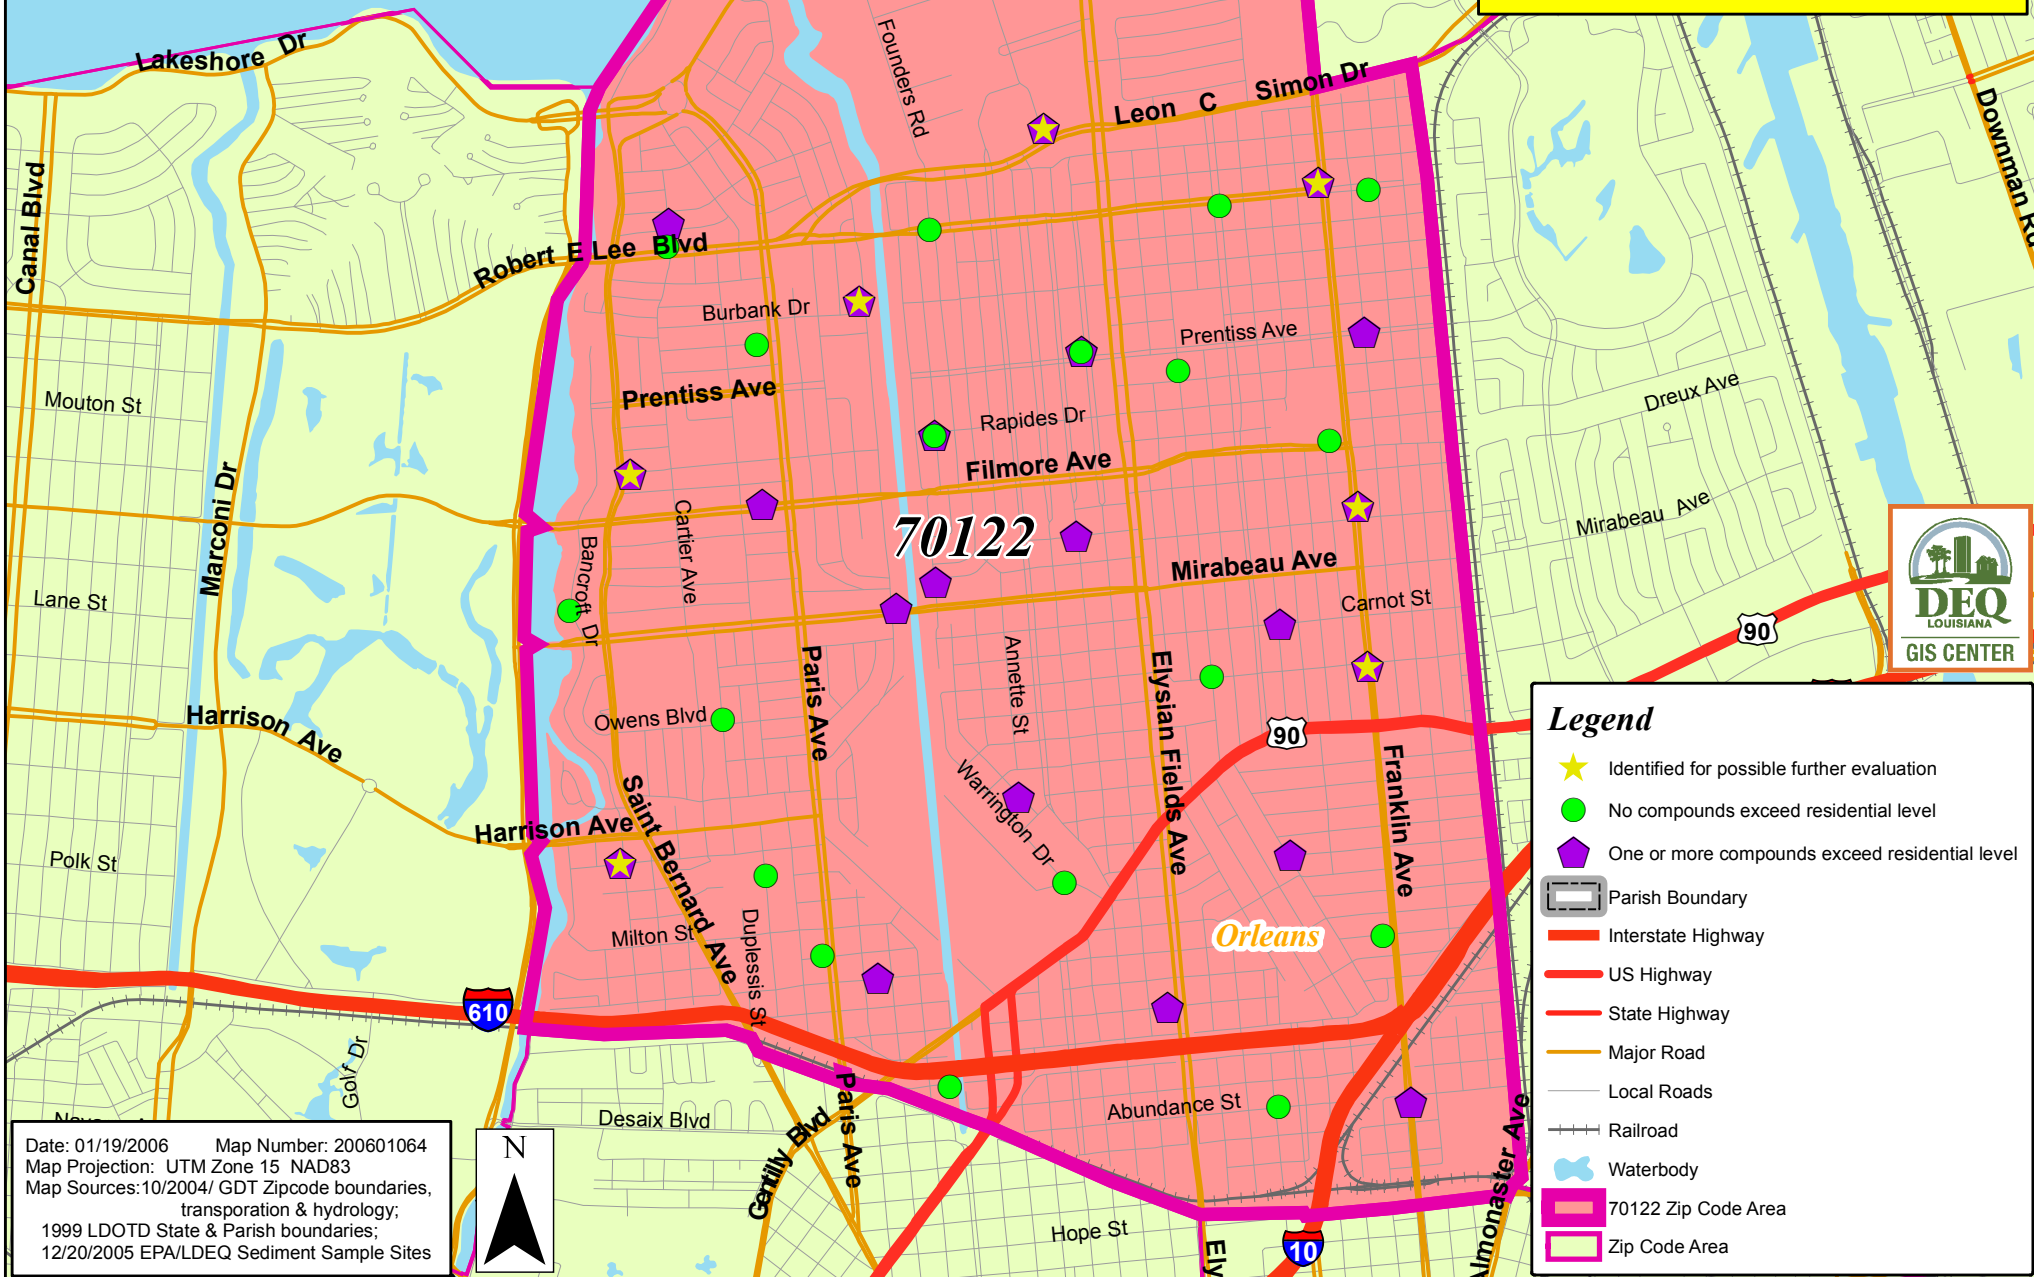 Lakeshore Dr
Founders Rd
Leon C Simon Dr
Downman Rd
Canal Blvd
Robert E Lee Blvd
Burbank Dr
Prentiss Ave
Prentiss Ave
Mouton St
Dreux Ave
Rapides Dr
Filmore Ave
Marconi Dr
Cartier Ave
Bancroft Dr
70122
Mirabeau Ave
Mirabeau Ave
Lane St
Carnot St
90
DEQ
LOUISIANA
GIS CENTER
Paris Ave
Annette St
Elysian Fields Ave
Owens Blvd
Harrison Ave
90
Franklin Ave
Warrington Dr
Saint Bernard Ave
Harrison Ave
Polk St
Milton St
Duplessis St
Orleans
610
Golf Dr
Desaix Blvd
Paris Ave
Gentilly Blvd
Abundance St
Almonaster Ave
Hope St
10
Ely
Legend
Identified for possible further evaluation
No compounds exceed residential level
One or more compounds exceed residential level
Parish Boundary
Interstate Highway
US Highway
State Highway
Major Road
Local Roads
Railroad
Waterbody
70122 Zip Code Area
Zip Code Area
Date: 01/19/2006 Map Number: 200601064
Map Projection: UTM Zone 15 NAD83
Map Sources:10/2004/ GDT Zipcode boundaries,
transporation & hydrology;
1999 LDOTD State & Parish boundaries;
12/20/2005 EPA/LDEQ Sediment Sample Sites
N